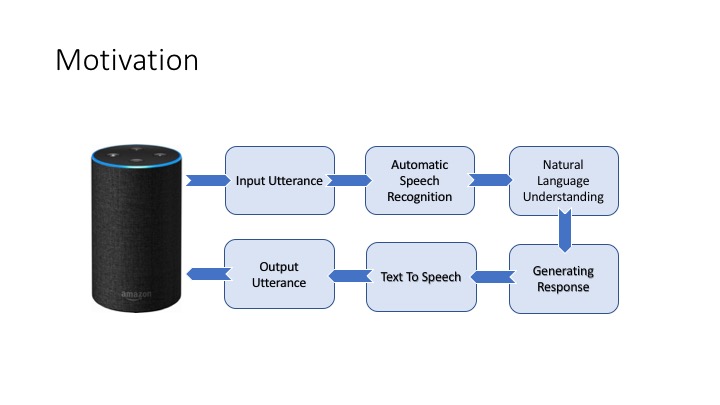 Motivation
Input Utterance
Automatic
Speech
Recognition
Natural
Language
Understanding
Output
Utterance
Text To Speech
Generating
Response
amazon